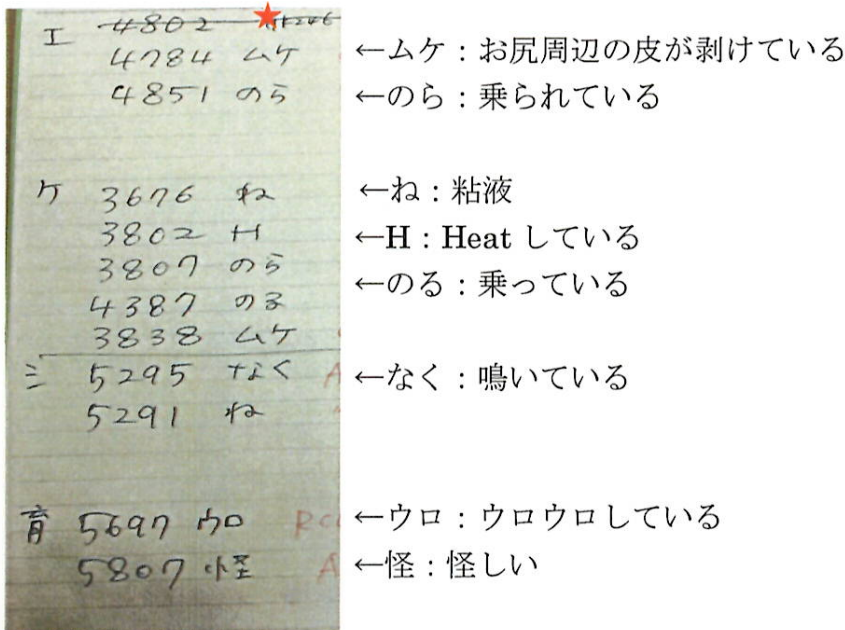 エ 4802
4784 ムケ ←ムケ：お尻周辺の皮が剥けている
4851 のら ←のら：乗られている
ケ 3676 ね ←ね：粘液
3802 H ←H：Heat している
3807 のら
4387 のる ←のる：乗っている
3838 ムケ
ミ 5295 なく ←なく：鳴いている
5291 ね
育 5697 ウロ ←ウロ：ウロウロしている
5807 怪 ←怪：怪しい